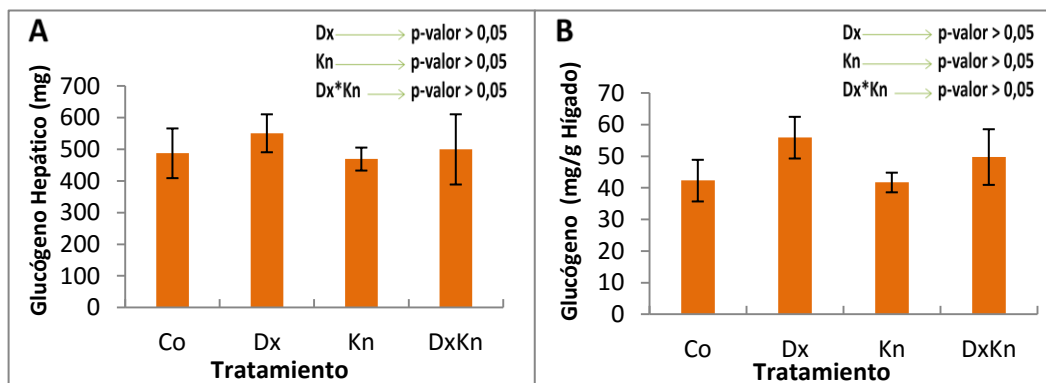 A
Dx p-valor > 0,05
Kn p-valor > 0,05
Dx*Kn p-valor > 0,05
Glucógeno Hepático (mg)
700
600
500
400
300
200
100
0
Co Dx Kn DxKn
Tratamiento
B
Dx p-valor > 0,05
Kn p-valor > 0,05
Dx*Kn p-valor > 0,05
Glucógeno (mg/g Hígado)
70
60
50
40
30
20
10
0
Co Dx Kn DxKn
Tratamiento